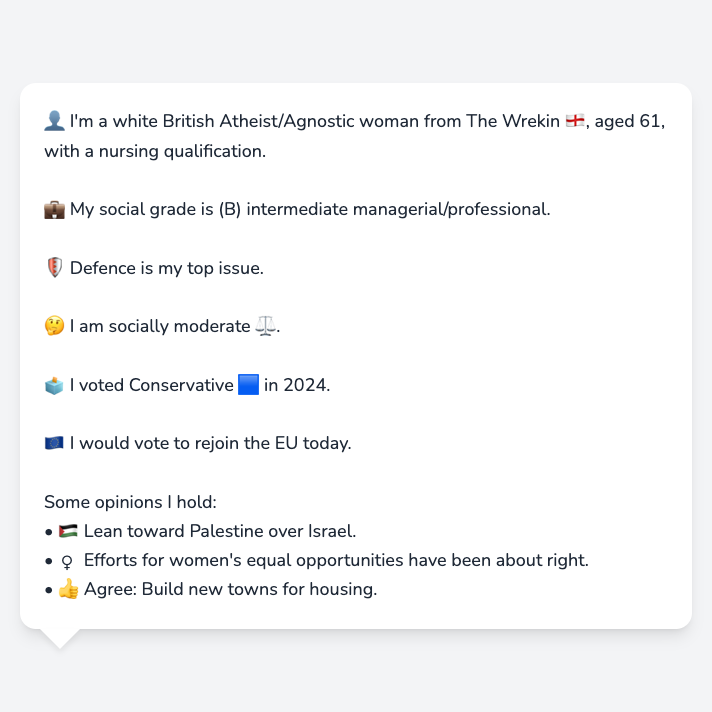 👤 I'm a white British Atheist/Agnostic woman from The Wrekin 🏴󠁧󠁢󠁥󠁮󠁧󠁿, aged 61,
with a nursing qualification.
💼 My social grade is (B) intermediate managerial/professional.
🛡️ Defence is my top issue.
🤔 I am socially moderate ⚖️.
🗳️ I voted Conservative 🟦 in 2024.
🇪🇺 I would vote to rejoin the EU today.
Some opinions I hold:
• 🇵🇸 Lean toward Palestine over Israel.
• ♀ Efforts for women's equal opportunities have been about right.
• 👍 Agree: Build new towns for housing.